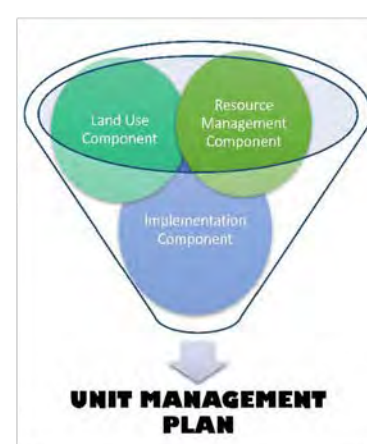 Land Use
Component
Resource
Management
Component
Implementation
Component
UNIT MANAGEMENT
PLAN